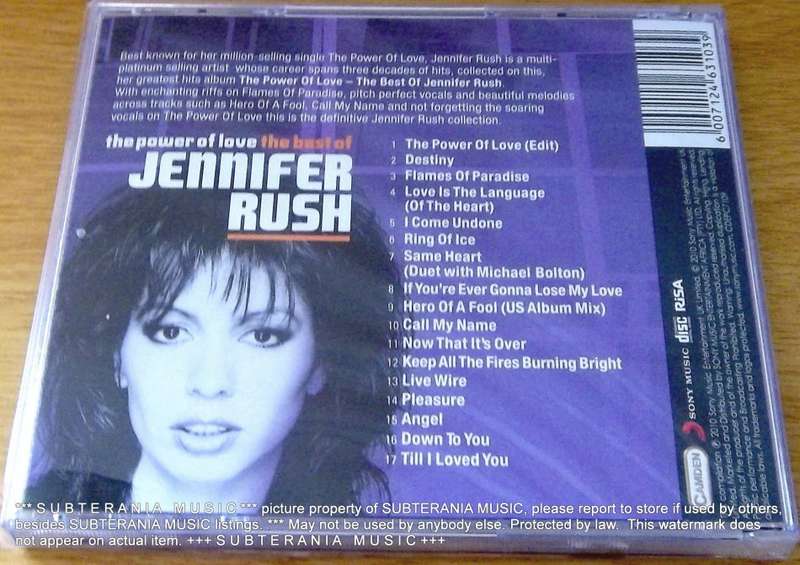 Best known for her million-selling single The Power Of Love, Jennifer Rush is a multi-
platinum selling artist whose career spans three decades of hits, collected on this,
her greatest hits album The Power Of Love – The Best Of Jennifer Rush.
With enchanting riffs on Flames Of Paradise, pitch perfect vocals and beautiful melodies
across tracks such as Hero Of A Fool, Call My Name and not forgetting the soaring
vocals on The Power Of Love this is the definitive Jennifer Rush collection.
the power of love the best of
JENNIFER
RUSH
1 The Power Of Love (Edit)
2 Destiny
3 Flames Of Paradise
4 Love Is The Language
(Of The Heart)
5 I Come Undone
6 Ring Of Ice
7 Same Heart
(Duet with Michael Bolton)
8 If You're Ever Gonna Lose My Love
9 Hero Of A Fool (US Album Mix)
10 Call My Name
11 Now That It's Over
12 Keep All The Fires Burning Bright
13 Live Wire
14 Pleasure
15 Angel
16 Down To You
17 Till I Loved You
6007124631039
CAMDEN
SONY MUSIC
disc
RiSA
*** SUBTERANIA MUSIC *** picture property of SUBTERANIA MUSIC, please report to store if used by others,
besides SUBTERANIA MUSIC listings. *** May not be used by anybody else. Protected by law. This watermark does
not appear on actual item. +++ SUBTERANIA MUSIC +++